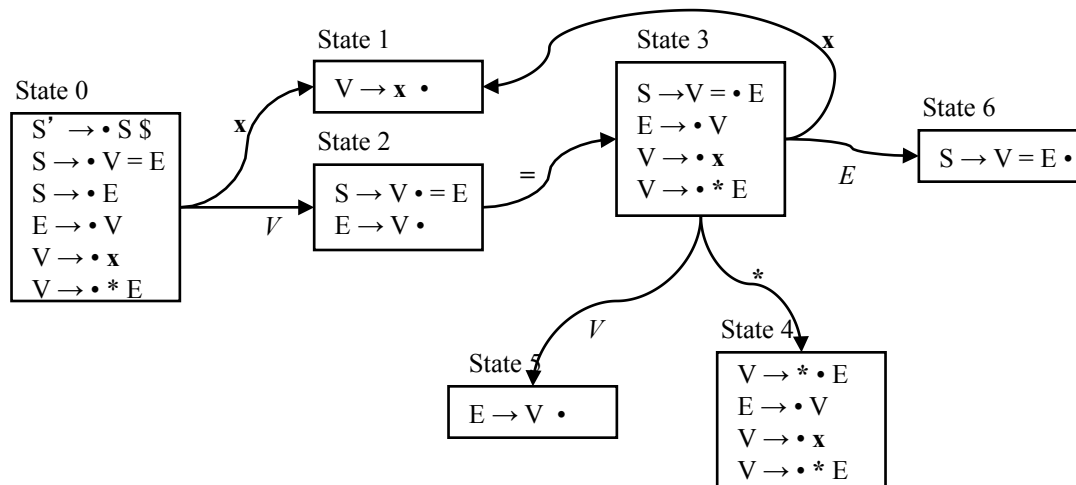 State 0
S' → • S $
S → • V = E
S → • E
E → • V
V → • x
V → • * E
x
V
State 1
V → x •
State 2
S → V • = E
E → V •
=
State 3
S →V = • E
E → • V
V → • x
V → • * E
x
E
State 6
S → V = E •
V
*
State 5
E → V •
State 4
V → * • E
E → • V
V → • x
V → • * E